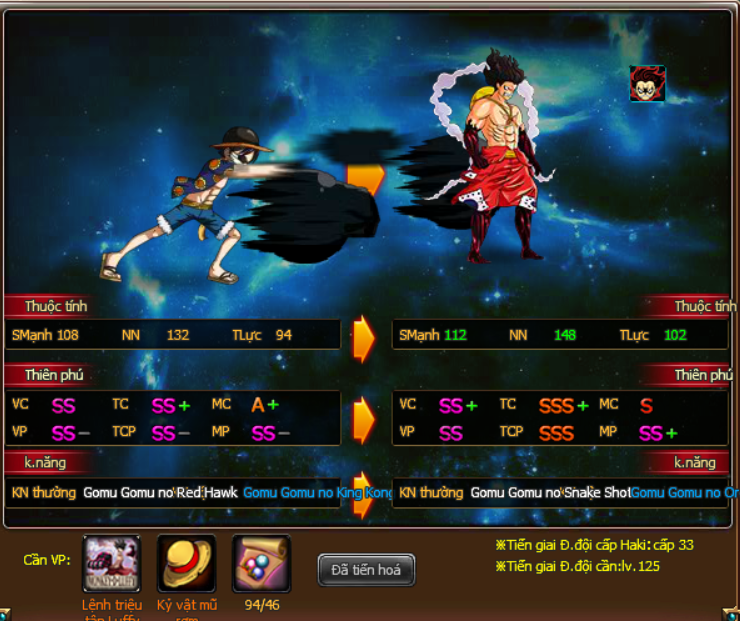 Thuộc tính Thuộc tính
SMạnh 108 NN 132 TLực 94 SMạnh 112 NN 148 TLực 102
Thiên phú Thiên phú
VC SS TC SS+ MC A+ VC SS+ TC SSS+ MC S
VP SS- TCP SS- MP SS- VP SS TCP SSS MP SS+
k.năng k.năng
KN thường Gomu Gomu no Red Hawk Gomu Gomu no King Kong KN thường Gomu Gomu no Snake Shot Gomu Gomu no
※Tiến giai Đ.đội cấp Haki: cấp 33
Cần VP: Đã tiến hoá ※Tiến giai Đ.đội cần:lv.125
Lệnh triệu Kỷ vật mũ 94/46
tập Luffy rơm